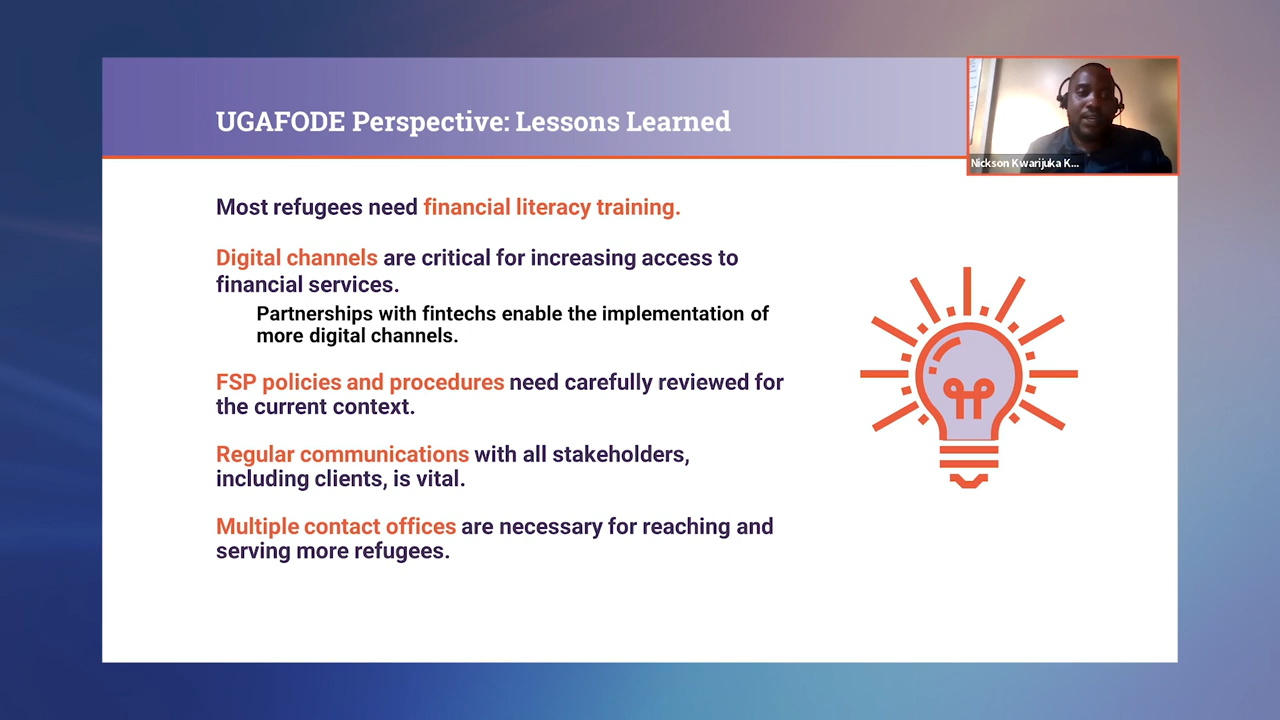 UGAFODE Perspective: Lessons Learned
Nickson Kwarijuka K...
Most refugees need financial literacy training.
Digital channels are critical for increasing access to
financial services.
Partnerships with fintechs enable the implementation of
more digital channels.
FSP policies and procedures need carefully reviewed for
the current context.
Regular communications with all stakeholders,
including clients, is vital.
Multiple contact offices are necessary for reaching and
serving more refugees.